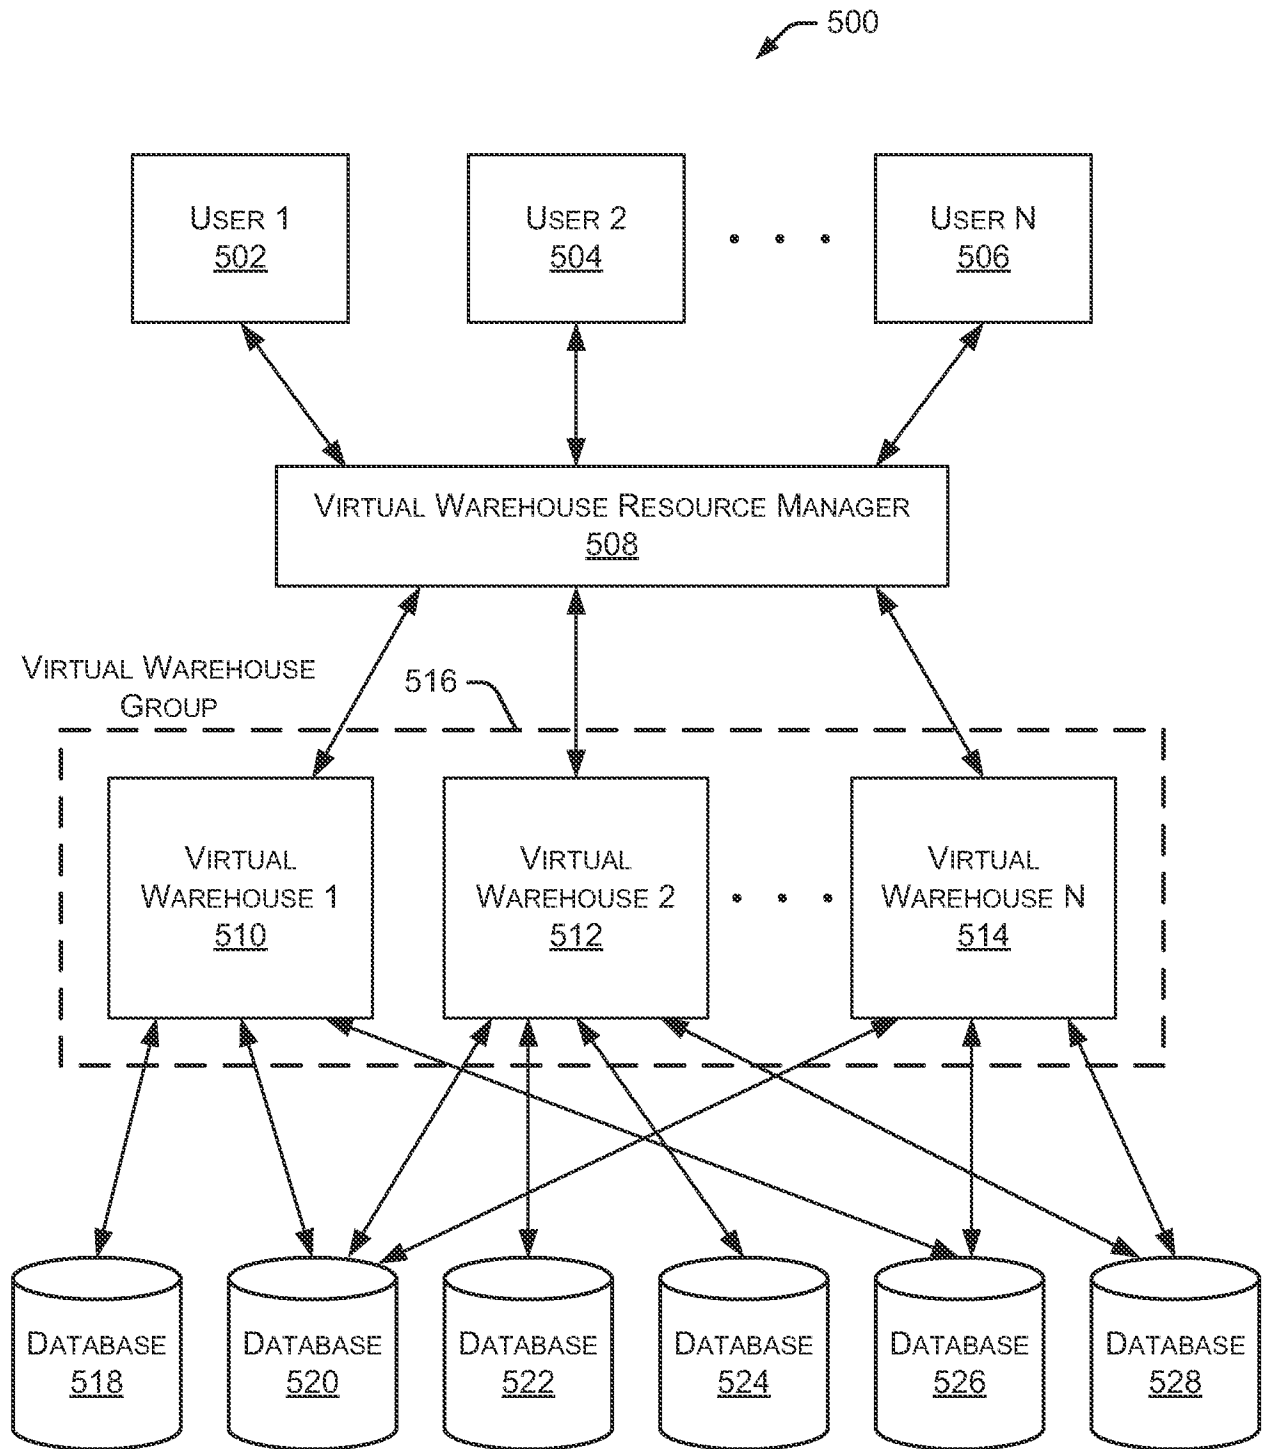 500
USER 1
502
USER 2
504
USER N
506
VIRTUAL WAREHOUSE RESOURCE MANAGER
508
VIRTUAL WAREHOUSE
GROUP
516
VIRTUAL
WAREHOUSE 1
510
VIRTUAL
WAREHOUSE 2
512
VIRTUAL
WAREHOUSE N
514
DATABASE
518
DATABASE
520
DATABASE
522
DATABASE
524
DATABASE
526
DATABASE
528